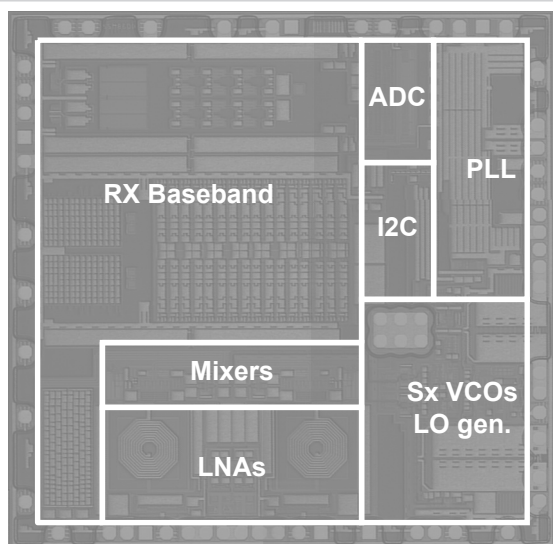 ADC
PLL
RX Baseband
I2C
Mixers
Sx VCOs
LO gen.
LNAs